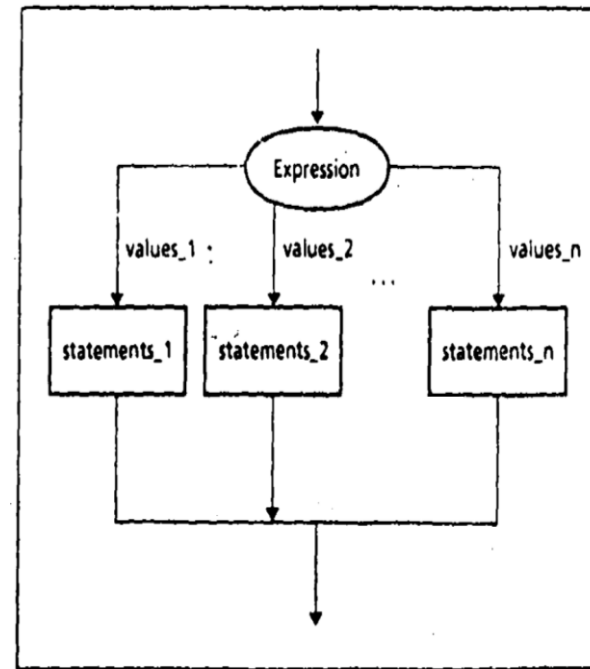 Expression
values_1
values_2
...
values_n
statements_1
statements_2
statements_n